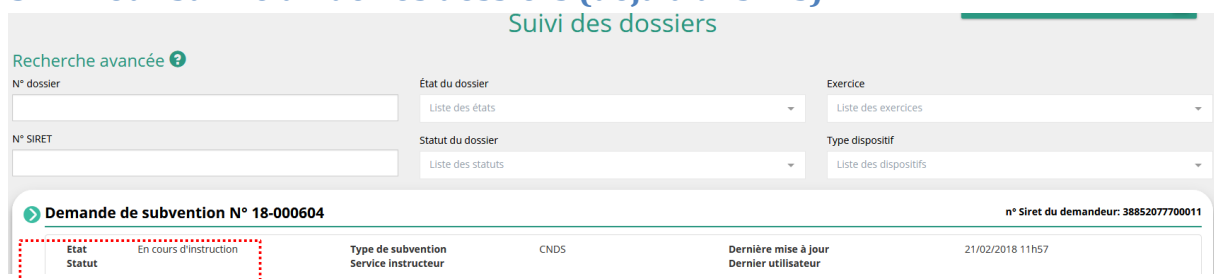 Suivi des dossiers
Recherche avancée ?
N° dossier
État du dossier
Exercice
Liste des états
Liste des exercices
N° SIRET
Statut du dossier
Type dispositif
Liste des statuts
Liste des dispositifs
Demande de subvention N° 18-000604
n° Siret du demandeur: 38852077700011
Etat En cours d'instruction Type de subvention CNDS Dernière mise à jour 21/02/2018 11h57
Statut Service instructeur Dernier utilisateur